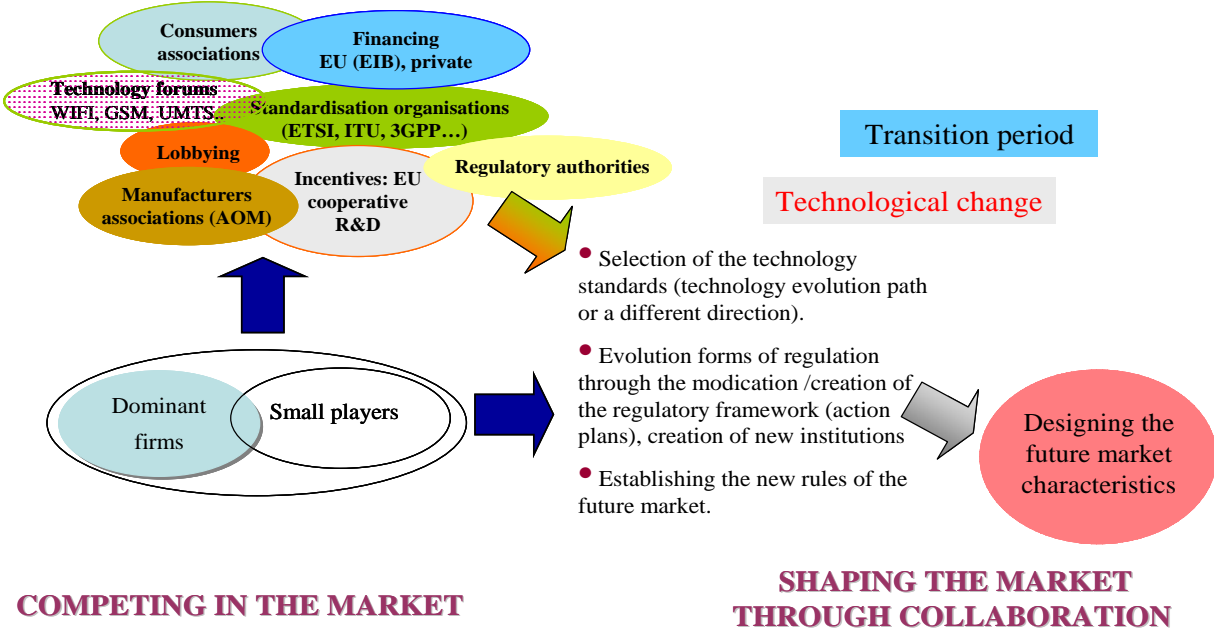 Consumers
associations
Financing
EU (EIB), private
Technology forums
WIFI, GSM, UMTS..
Standardisation organisations
(ETSI, ITU, 3GPP…)
Lobbying
Regulatory authorities
Manufacturers
associations (AOM)
Incentives: EU
cooperative
R&D
Transition period
Technological change
• Selection of the technology
standards (technology evolution path
or a different direction).
• Evolution forms of regulation
through the modication /creation of
the regulatory framework (action
plans), creation of new institutions
• Establishing the new rules of the
future market.
Dominant
firms
Small players
Designing the
future market
characteristics
COMPETING IN THE MARKET
SHAPING THE MARKET
THROUGH COLLABORATION